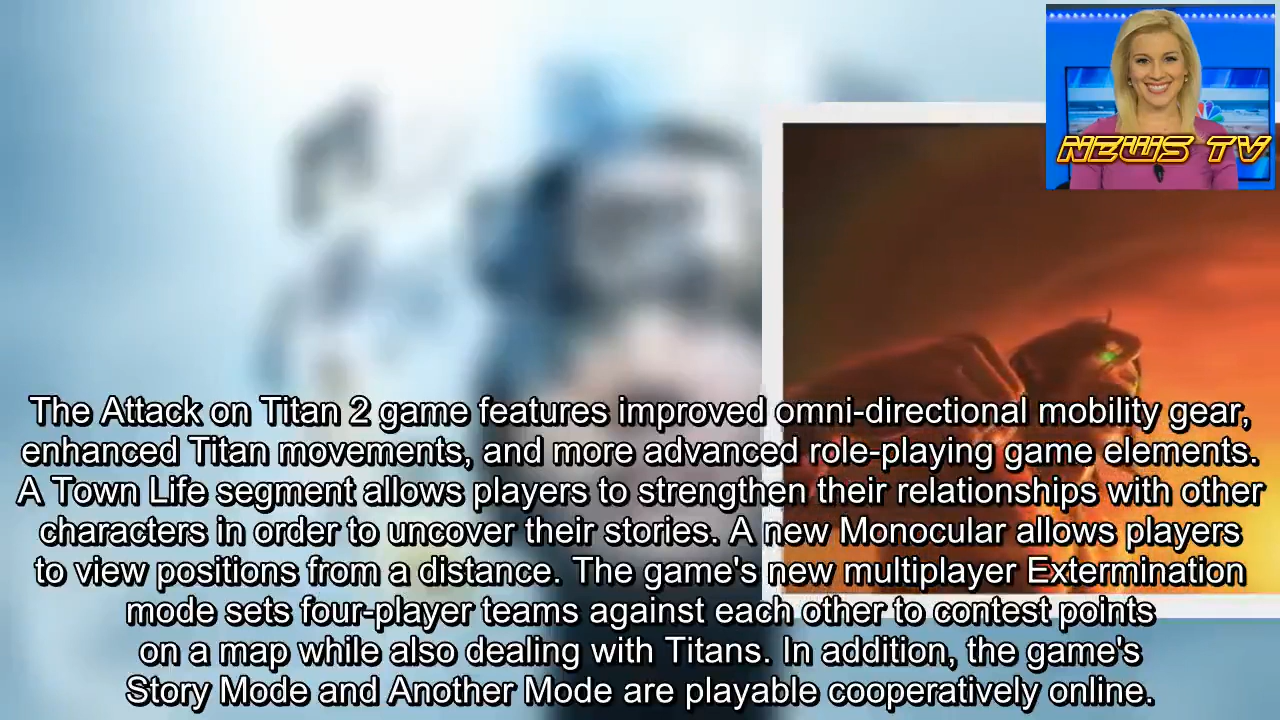 NEWS TV
The Attack on Titan 2 game features improved omni-directional mobility gear,
enhanced Titan movements, and more advanced role-playing game elements.
A Town Life segment allows players to strengthen their relationships with other
characters in order to uncover their stories. A new Monocular allows players
to view positions from a distance. The game's new multiplayer Extermination
mode sets four-player teams against each other to contest points
on a map while also dealing with Titans. In addition, the game's
Story Mode and Another Mode are playable cooperatively online.